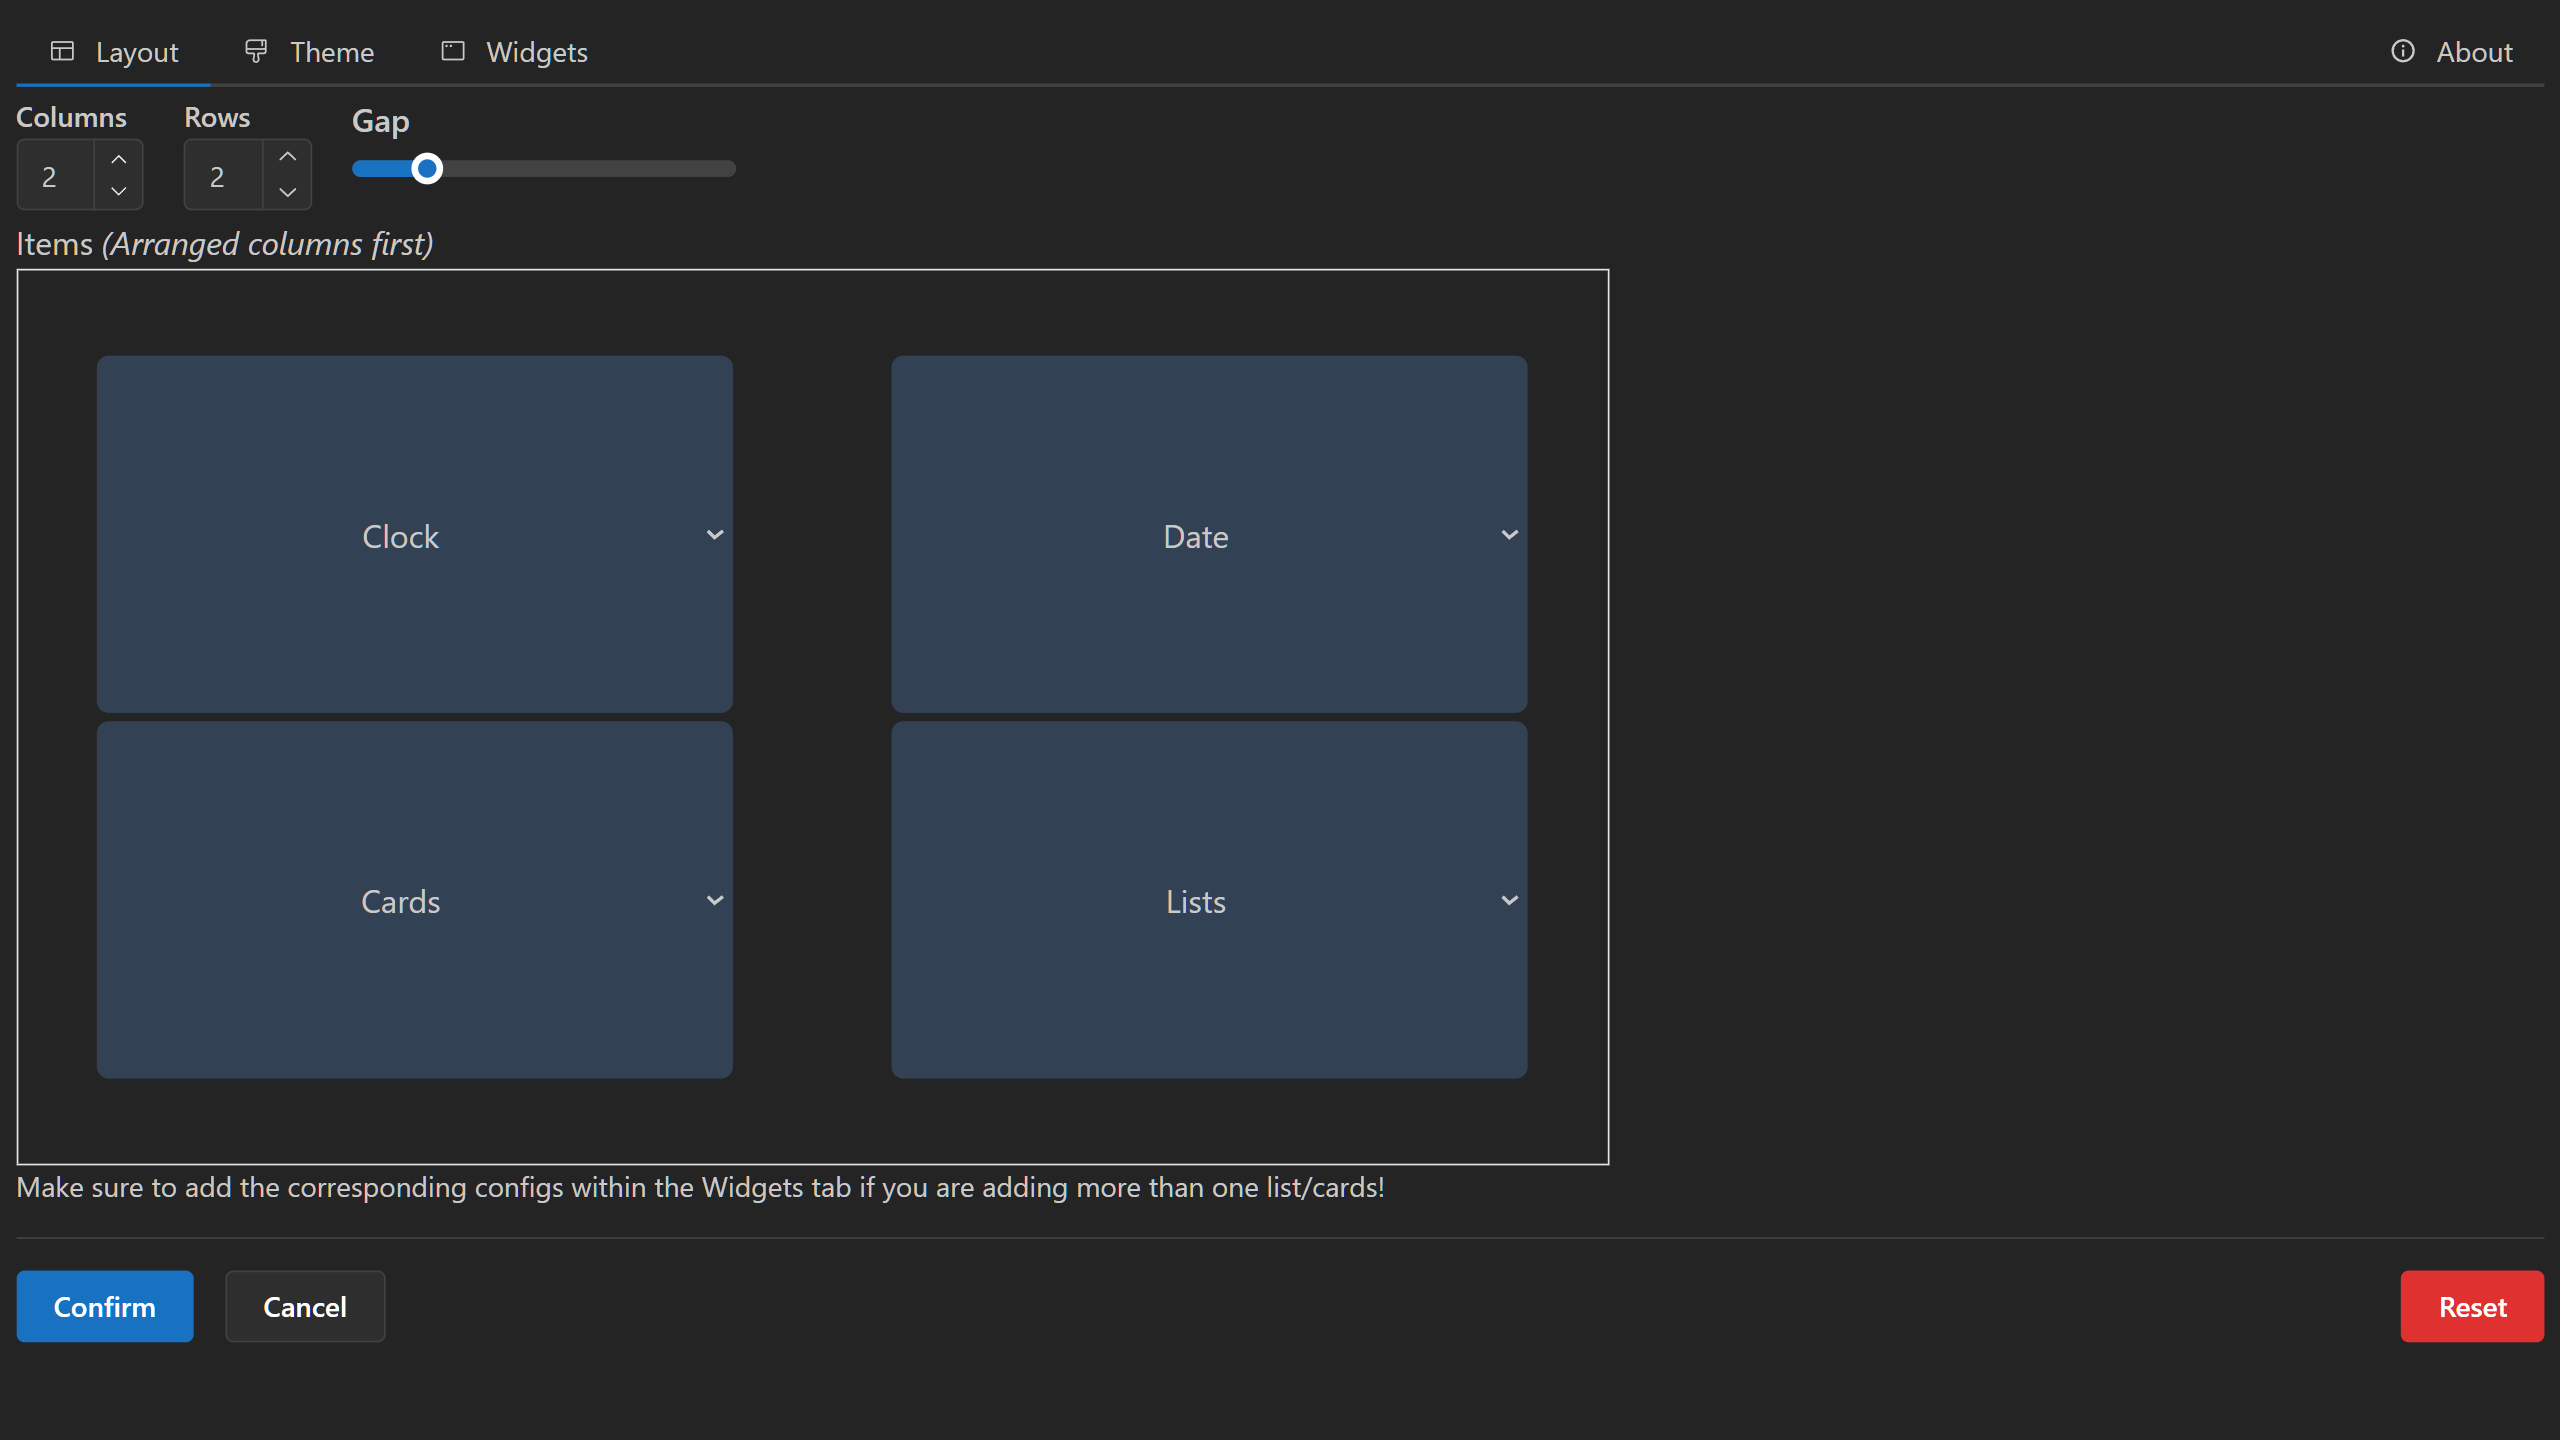 Layout Theme Widgets About
Columns Rows Gap
2 2
Items (Arranged columns first)
Clock Date
Cards Lists
Make sure to add the corresponding configs within the Widgets tab if you are adding more than one list/cards!
Confirm Cancel Reset